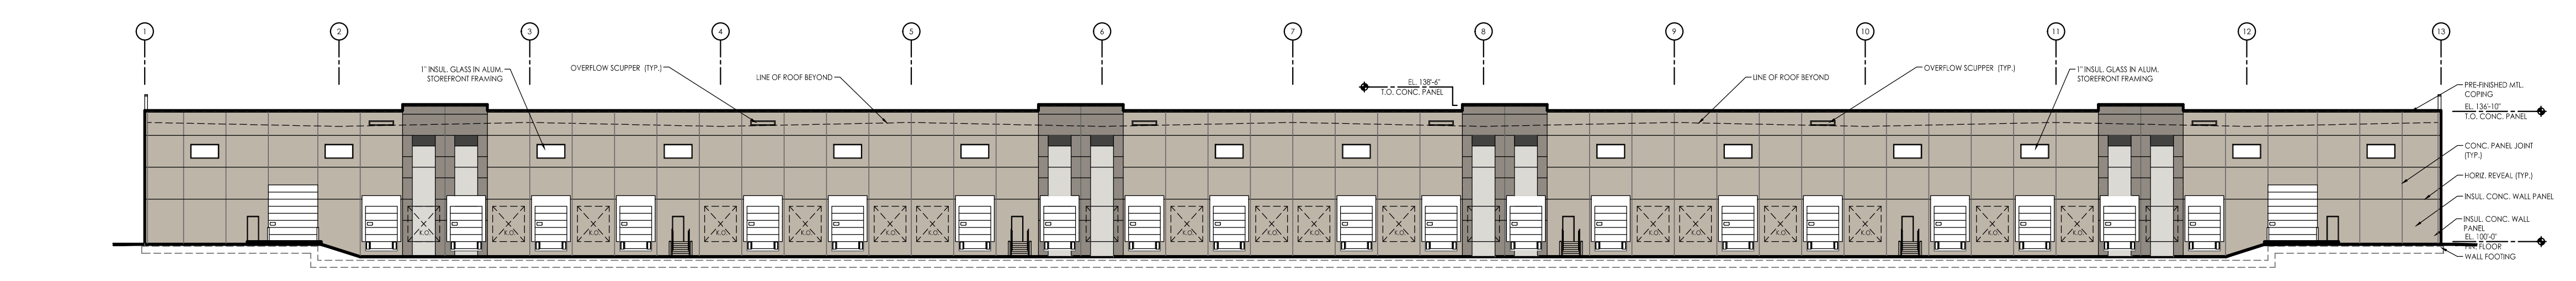 1 2 3 4 5 6 7 8 9 10 11 12 13
1" INSUL. GLASS IN ALUM.
STOREFRONT FRAMING
OVERFLOW SCUPPER (TYP.)
LINE OF ROOF BEYOND
EL. 138'-6"
T.O. CONC. PANEL
LINE OF ROOF BEYOND
OVERFLOW SCUPPER (TYP.)
1" INSUL. GLASS IN ALUM.
STOREFRONT FRAMING
PRE-FINISHED MTL.
COPING
EL. 136'-10"
T.O. CONC. PANEL
CONC. PANEL JOINT
(TYP.)
HORIZ. REVEAL (TYP.)
INSUL. CONC. WALL PANEL
INSUL. CONC. WALL
PANEL
EL. 100'-0"
FIN. FLOOR
WALL FOOTING
K.O. K.O. K.O. K.O. K.O. K.O. K.O. K.O. K.O. K.O. K.O. K.O. K.O. K.O. K.O. K.O. K.O. K.O.